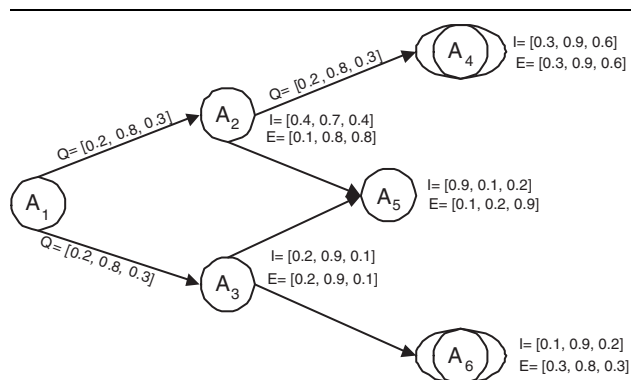 A4
I= [0.3, 0.9, 0.6]
E= [0.3, 0.9, 0.6]
Q= [0.2, 0.8, 0.3]
A2
I= [0.4, 0.7, 0.4]
E= [0.1, 0.8, 0.8]
Q= [0.2, 0.8, 0.3]
A1
A5
I= [0.9, 0.1, 0.2]
E= [0.1, 0.2, 0.9]
Q= [0.2, 0.8, 0.3]
A3
I= [0.2, 0.9, 0.1]
E= [0.2, 0.9, 0.1]
A6
I= [0.1, 0.9, 0.2]
E= [0.3, 0.8, 0.3]